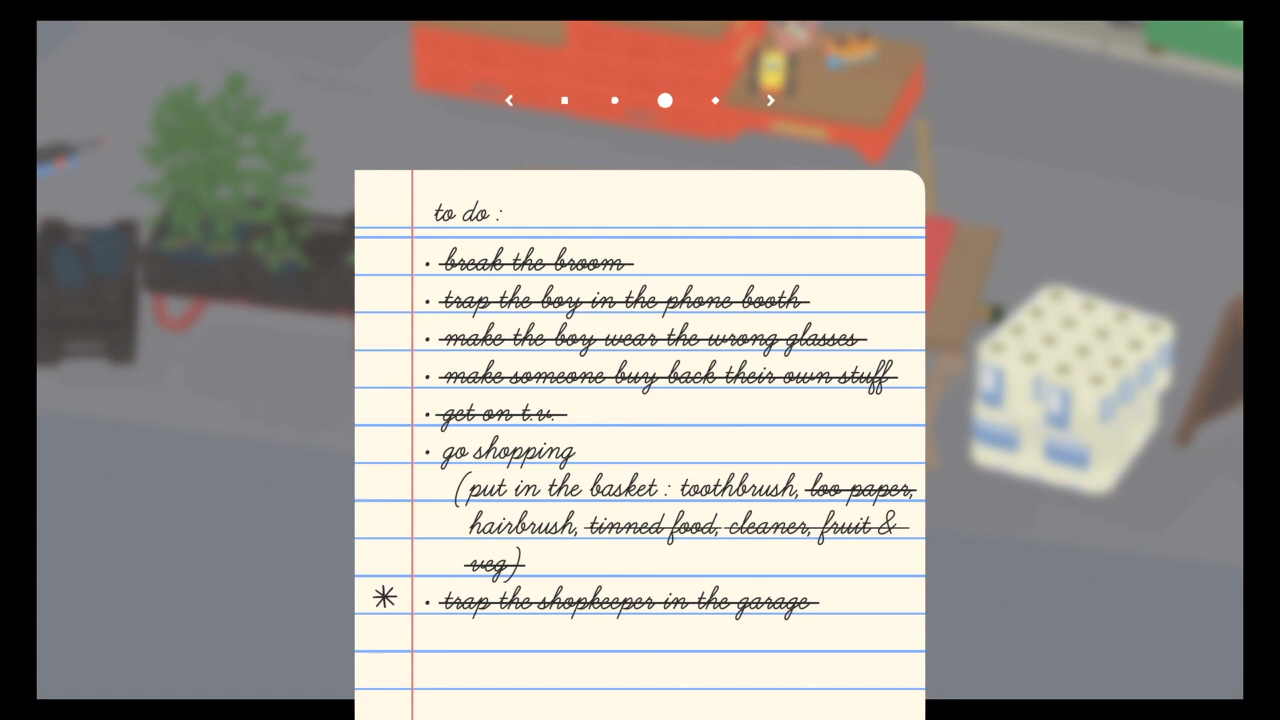 to do :
• break the broom
• trap the boy in the phone booth
• make the boy wear the wrong glasses
• make someone buy back their own stuff
• get on t.v.
• go shopping
(put in the basket : toothbrush, loo paper,
hairbrush, tinned food, cleaner, fruit &
veg)
• trap the shopkeeper in the garage